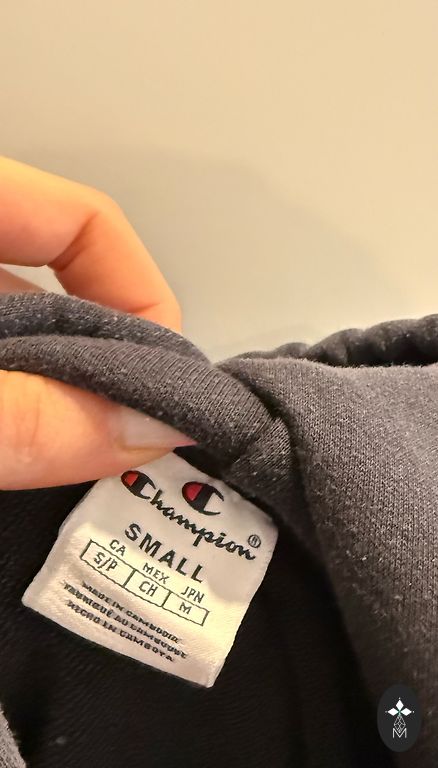 Champion®
SMALL
CA MEX JPN
S/P CH M
MADE IN CAMBODIA
FABRIQUÉ AU CAMBODGE
HECHO EN CAMBOYA
M